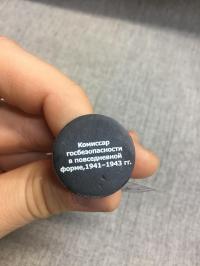 Комиссар
госбезопасности
в повседневной
форме,1941–1943 гг.